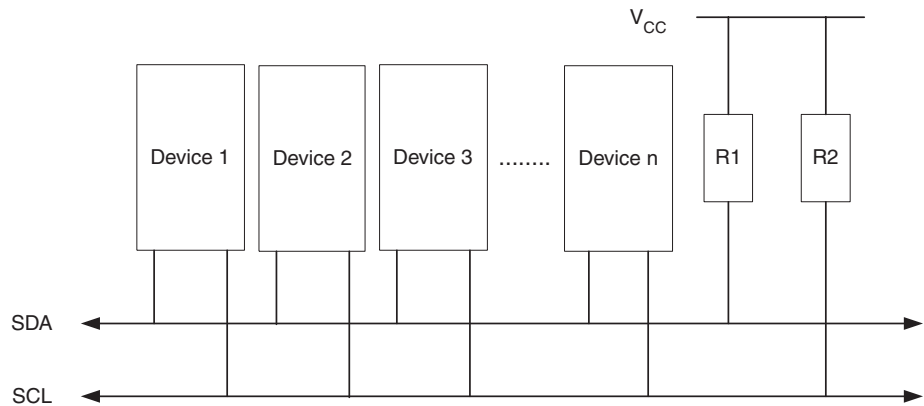 VCC
Device 1
Device 2
Device 3
........
Device n
R1
R2
SDA
SCL